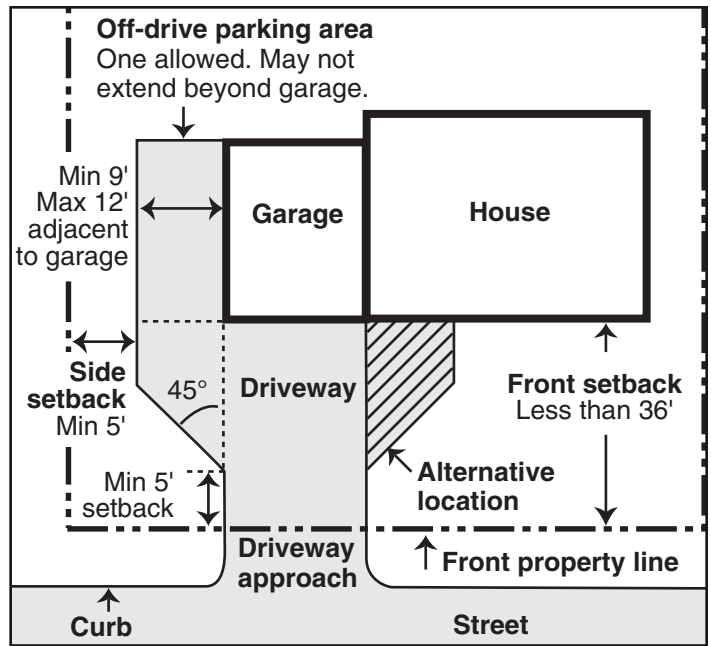 Off-drive parking area
One allowed. May not
extend beyond garage.
Min 9'
Max 12'
adjacent
to garage
Garage
House
Side
setback
Min 5'
45°
Driveway
Front setback
Less than 36'
Min 5'
setback
Alternative
location
Driveway
approach
Front property line
Curb
Street